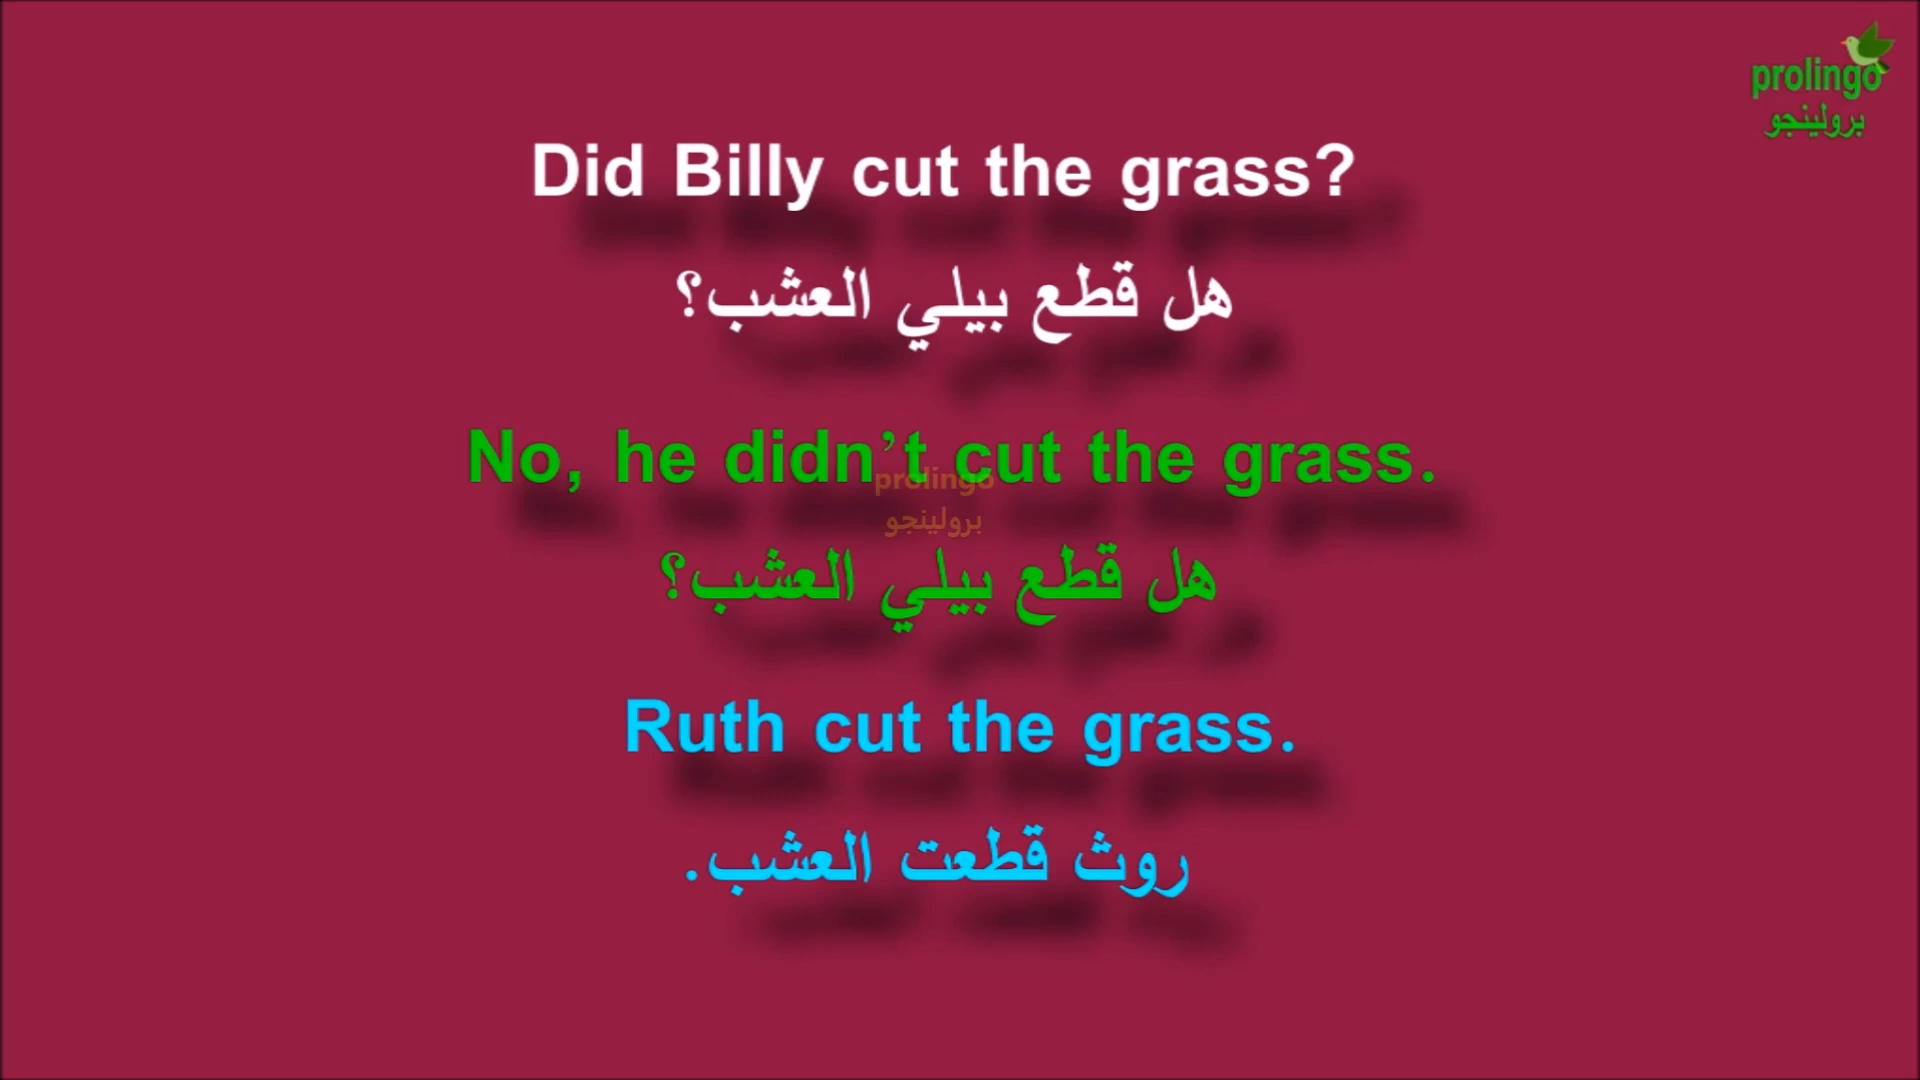 prolingo
برولينجو
Did Billy cut the grass?
هل قطع بيلي العشب؟
No, he didn’t cut the grass.
prolingo
برولينجو
هل قطع بيلي العشب؟
Ruth cut the grass.
روث قطعت العشب.